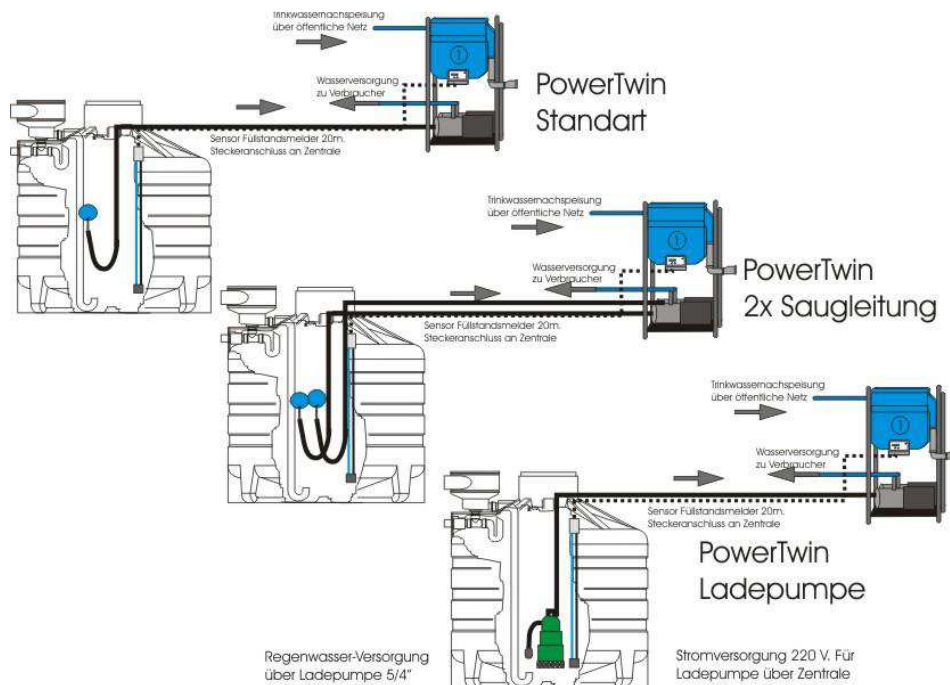 Trinkwassernachspeisung
über öffentliche Netz
1
Wasserversorgung
zu Verbraucher
PowerTwin
Standart
Sensor Füllstandsmelder 20m.
Steckeranschluss an Zentrale
Trinkwassernachspeisung
über öffentliche Netz
1
Wasserversorgung
zu Verbraucher
PowerTwin
2x Saugleitung
Sensor Füllstandsmelder 20m.
Steckeranschluss an Zentrale
Trinkwassernachspeisung
über öffentliche Netz
1
Wasserversorgung
zu Verbraucher
Sensor Füllstandsmelder 20m.
Steckeranschluss an Zentrale
PowerTwin
Ladepumpe
Regenwasser-Versorgung
über Ladepumpe 5/4"
Stromversorgung 220 V. Für
Ladepumpe über Zentrale